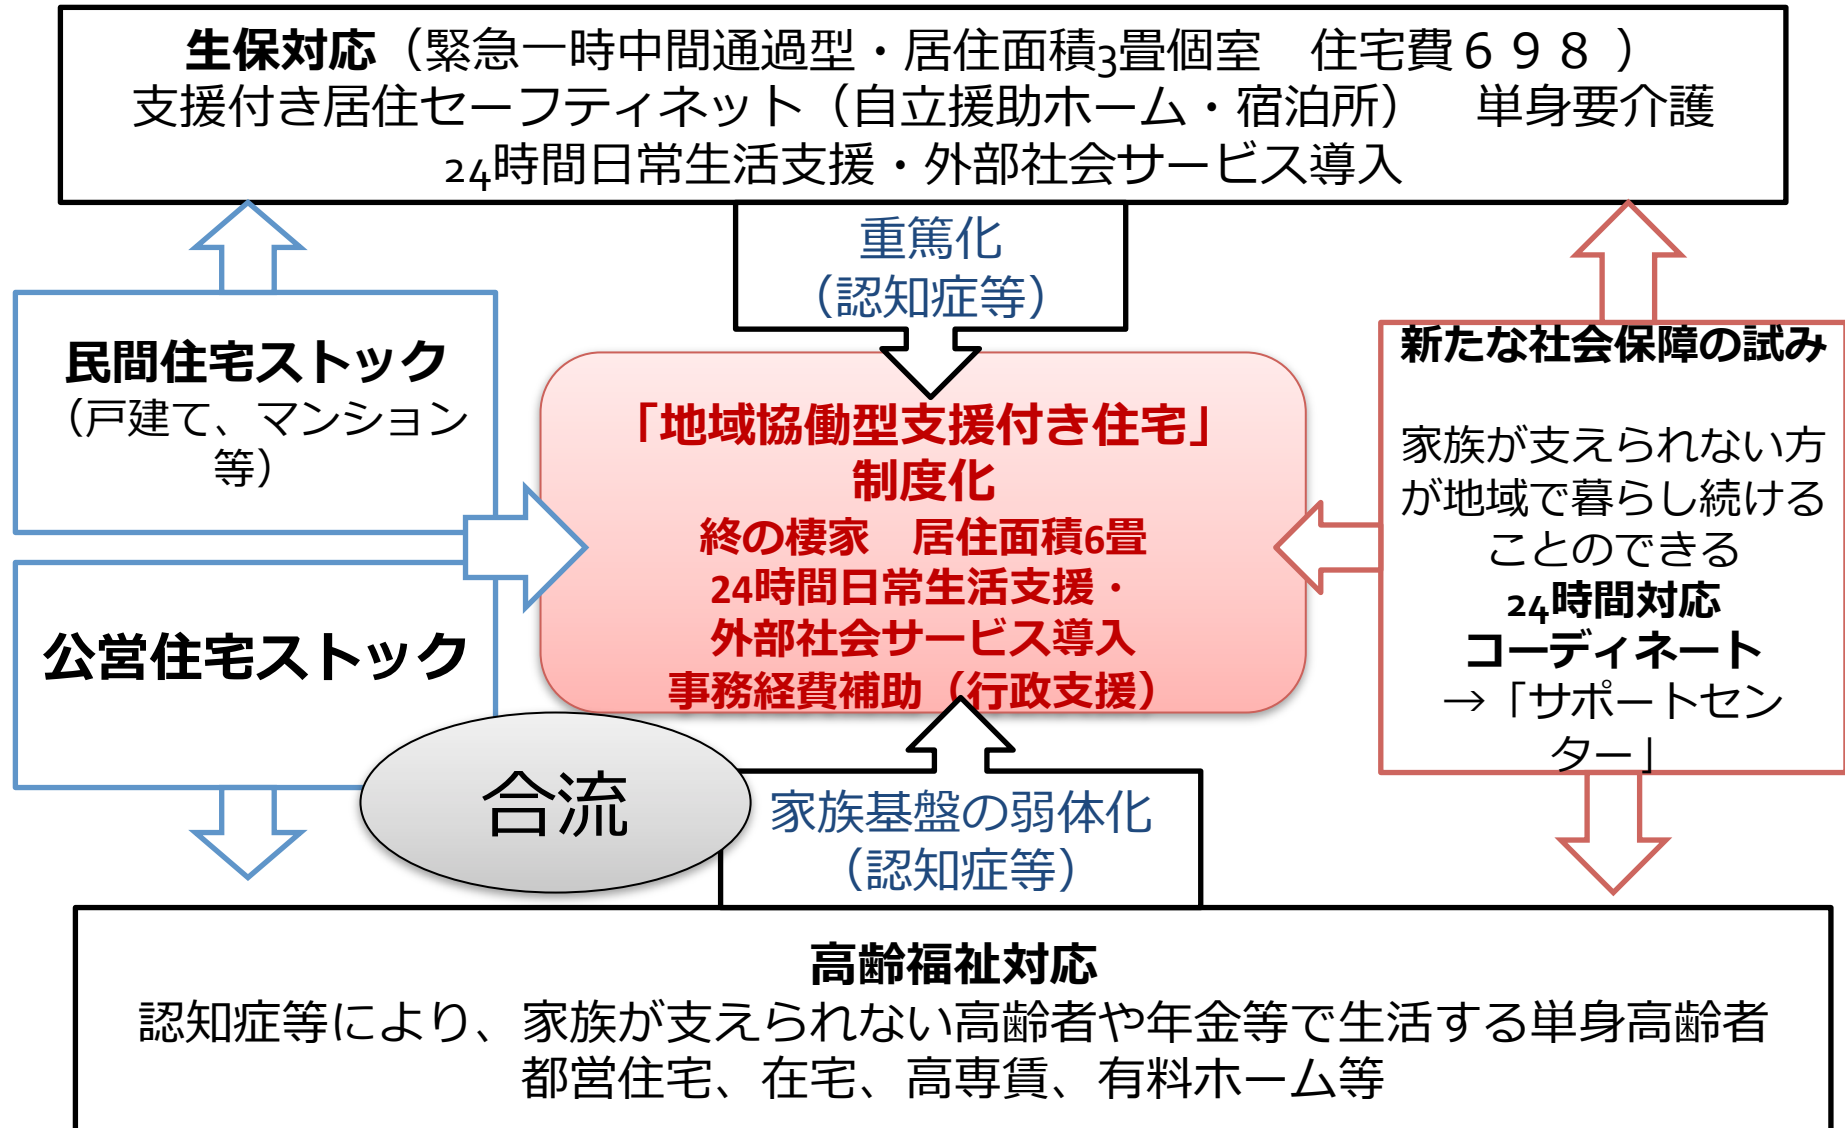 生保対応（緊急一時中間通過型・居住面積3畳個室　住宅費６９８ ）
支援付き居住セーフティネット（自立援助ホーム・宿泊所）　単身要介護
24時間日常生活支援・外部社会サービス導入
重篤化
（認知症等）
民間住宅ストック
（戸建て、マンション
等）
公営住宅ストック
「地域協働型支援付き住宅」
制度化
終の棲家　居住面積6畳
24時間日常生活支援・
外部社会サービス導入
事務経費補助（行政支援）
新たな社会保障の試み
家族が支えられない方
が地域で暮らし続ける
ことのできる
24時間対応
コーディネート
→「サポートセン
ター」
合流
家族基盤の弱体化
（認知症等）
高齢福祉対応
認知症等により、家族が支えられない高齢者や年金等で生活する単身高齢者
都営住宅、在宅、高専賃、有料ホーム等